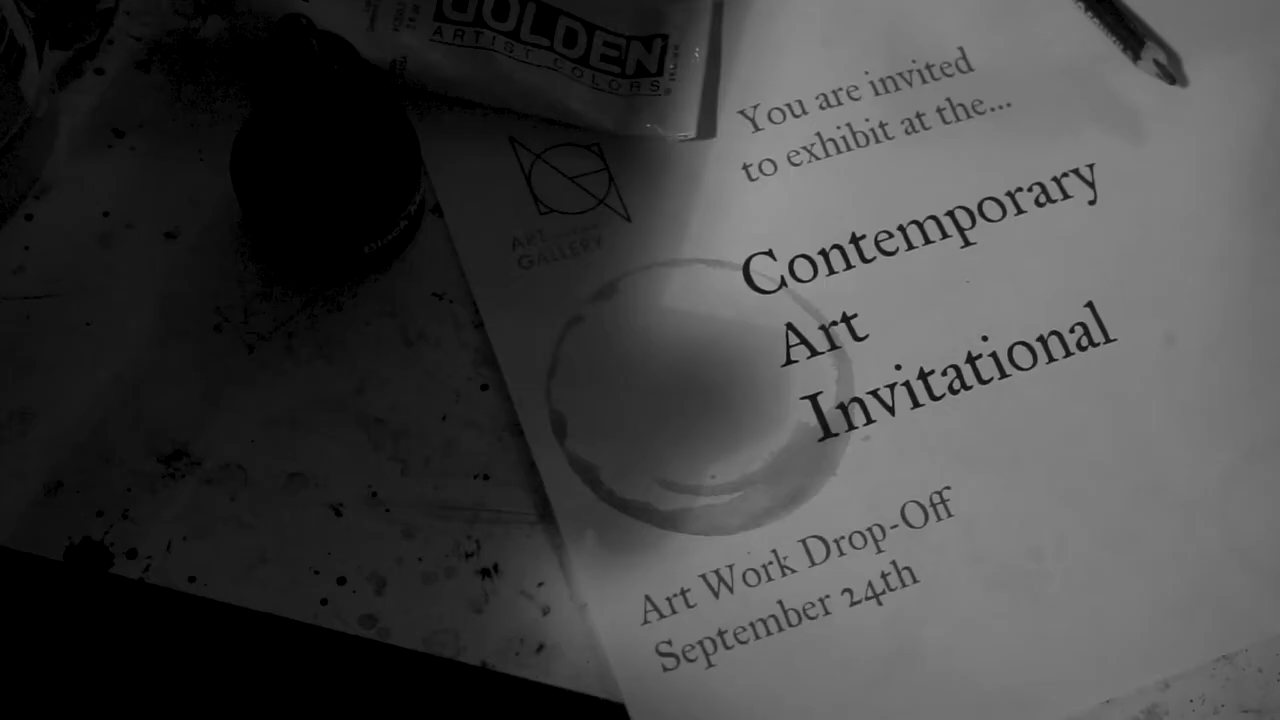 GOLDEN
ARTIST COLORS
You are invited
to exhibit at the...
ART
GALLERY
Contemporary
Art
Invitational
Art Work Drop-Off
September 24th